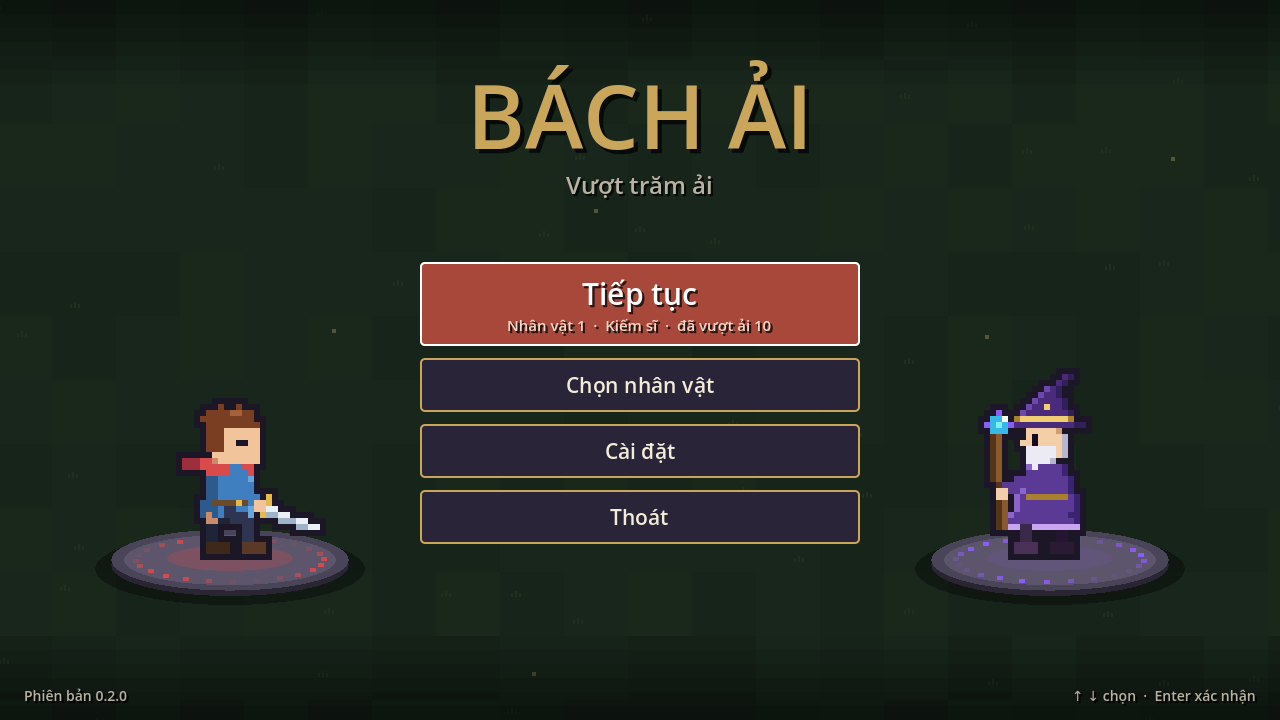 BÁCH ẢI
Vượt trăm ải
Tiếp tục
Nhân vật 1 · Kiếm sĩ · đã vượt ải 10
Chọn nhân vật
Cài đặt
Thoát
Phiên bản 0.2.0
↑ ↓ chọn · Enter xác nhận